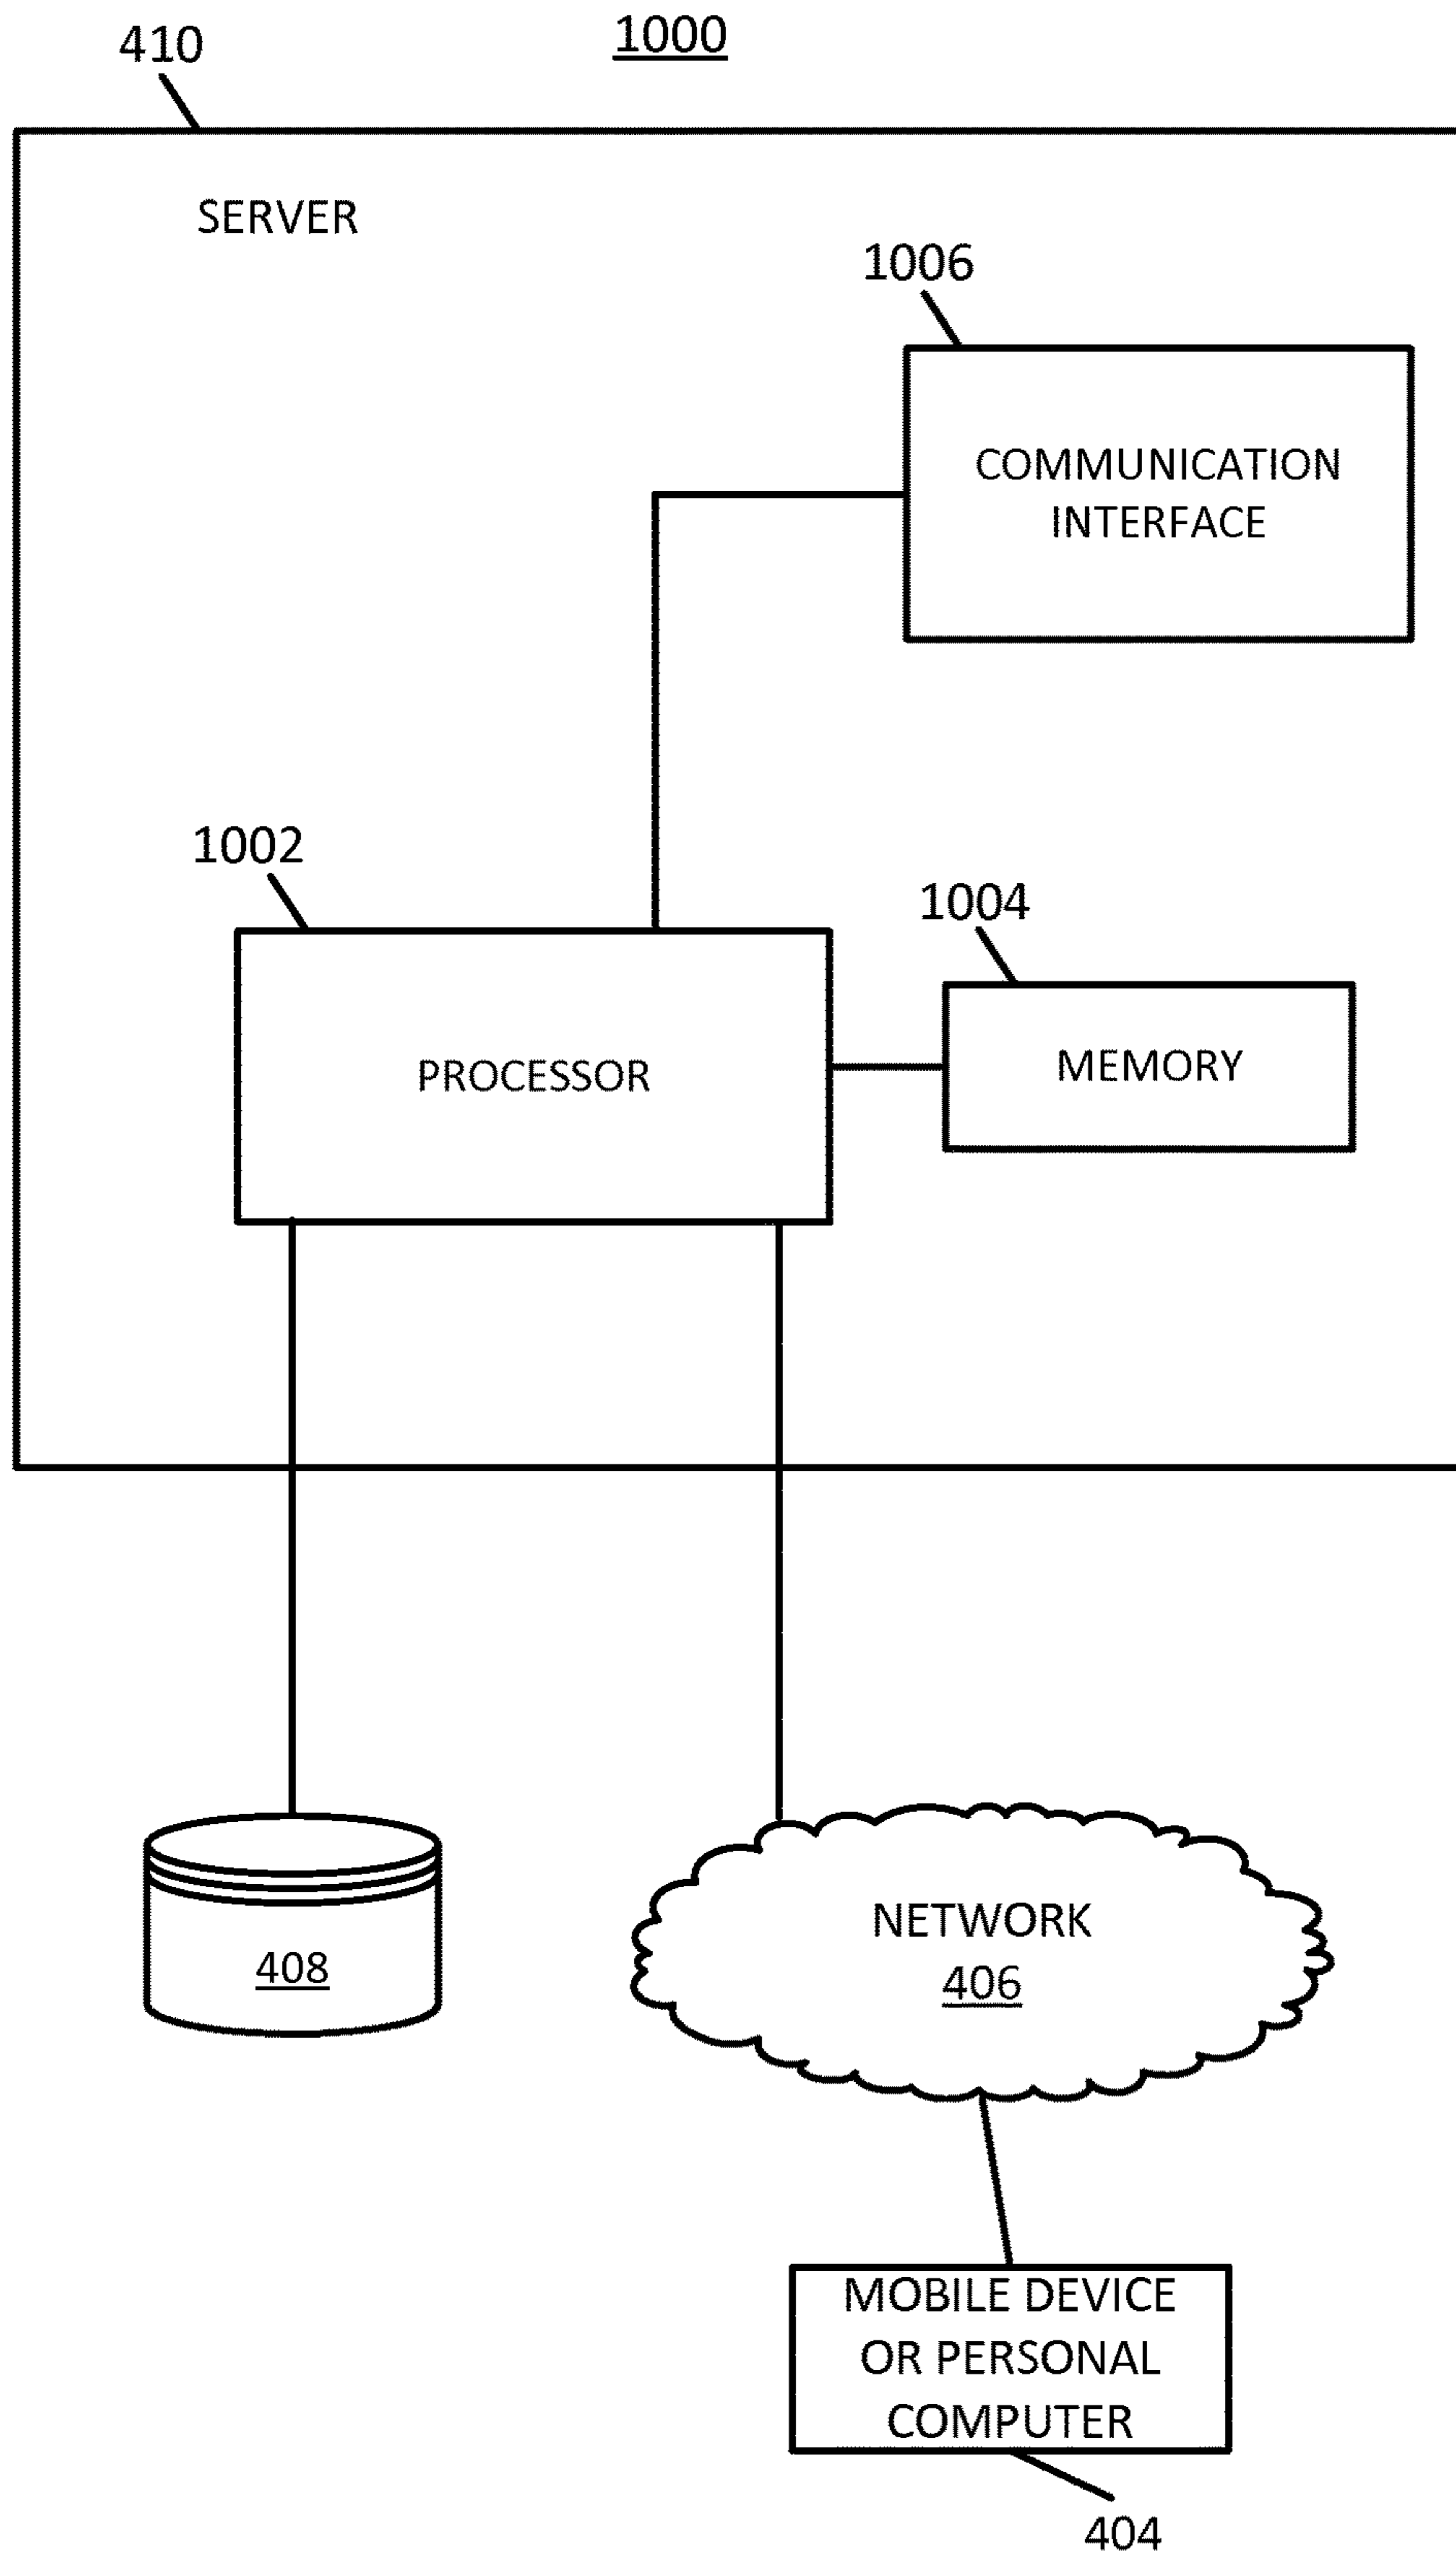 1000
410
SERVER
1006
COMMUNICATION
INTERFACE
1002
1004
PROCESSOR
MEMORY
408
NETWORK
406
MOBILE DEVICE
OR PERSONAL
COMPUTER
404